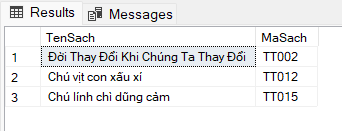 Results Messages
TenSach MaSach
1 Đời Thay Đổi Khi Chúng Ta Thay Đổi TT002
2 Chú vịt con xấu xí TT012
3 Chú lính chì dũng cảm TT015